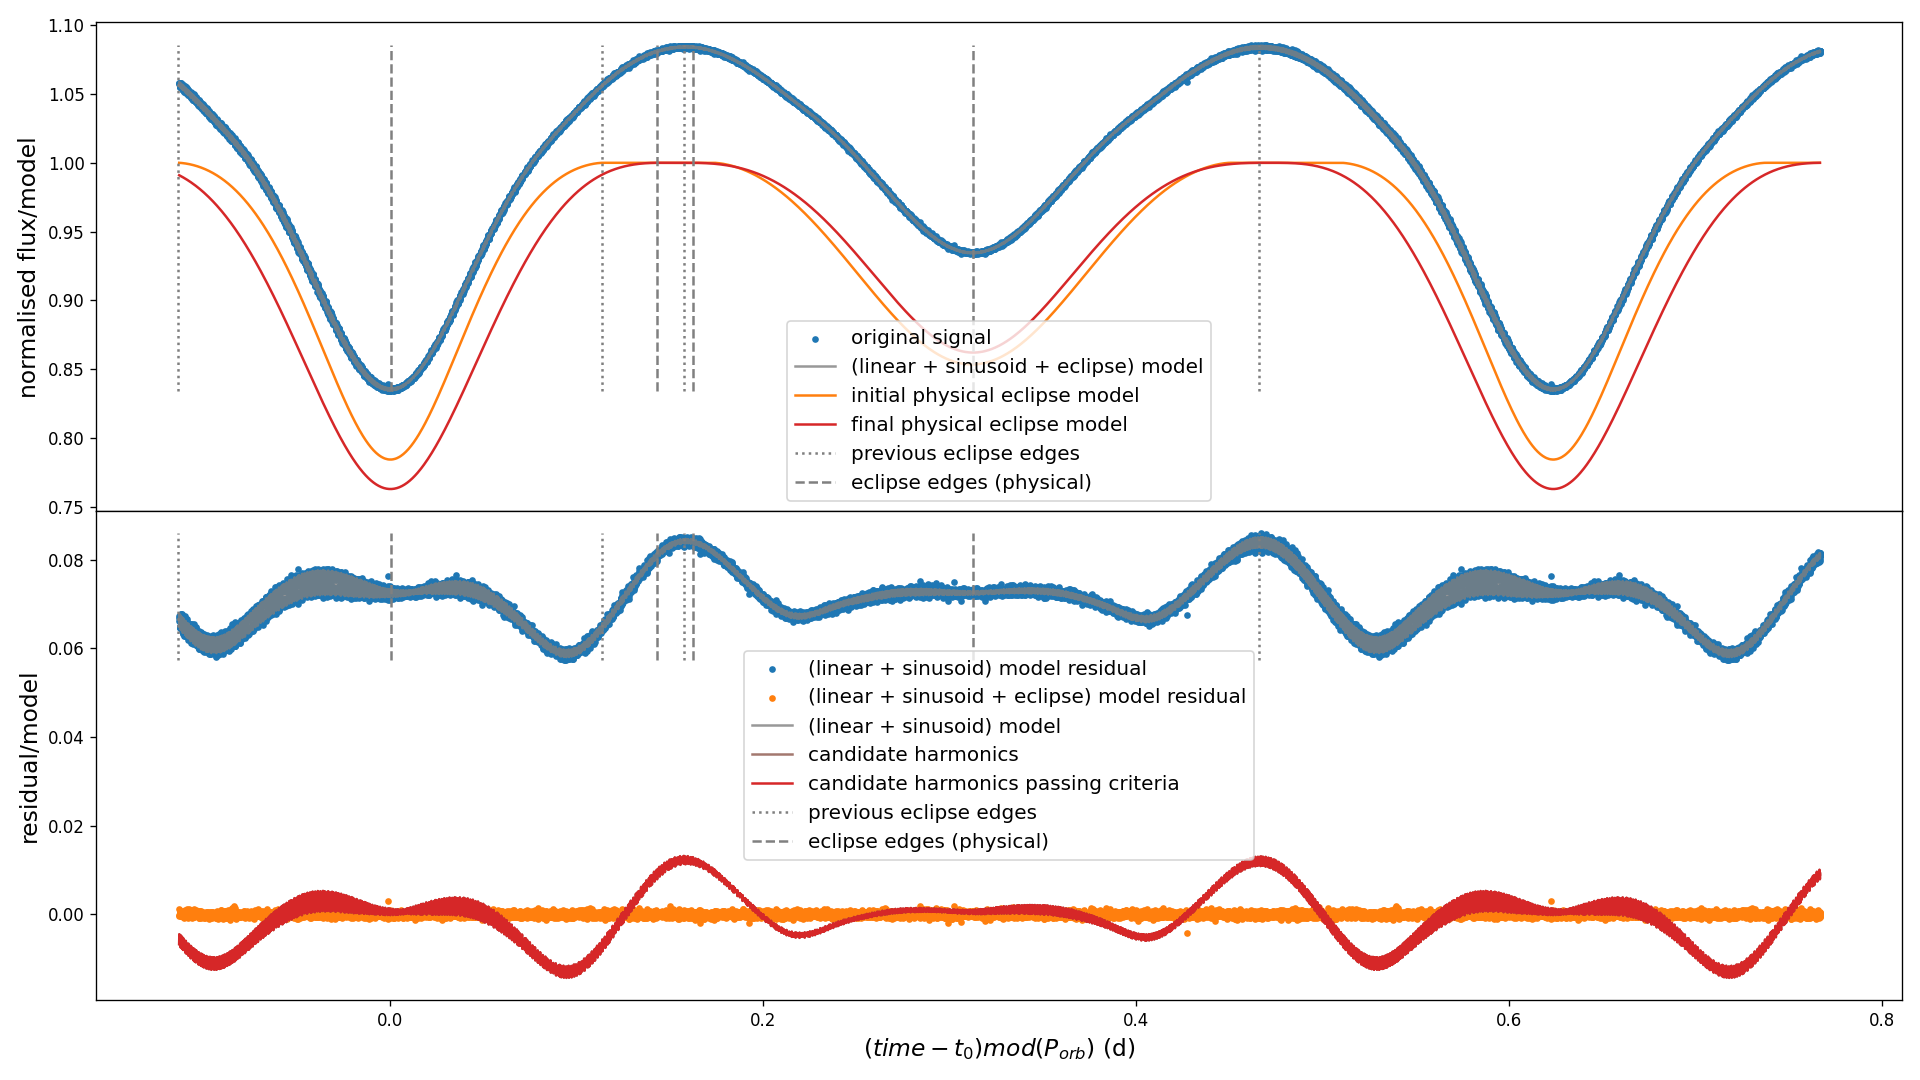 1.10
1.05
1.00
0.95
0.90
0.85
0.80
0.75
normalised flux/model
original signal
(linear + sinusoid + eclipse) model
initial physical eclipse model
final physical eclipse model
previous eclipse edges
eclipse edges (physical)
0.08
0.06
0.04
0.02
0.00
residual/model
(linear + sinusoid) model residual
(linear + sinusoid + eclipse) model residual
(linear + sinusoid) model
candidate harmonics
candidate harmonics passing criteria
previous eclipse edges
eclipse edges (physical)
0.0 0.2 0.4 0.6 0.8
(time − t₀)mod(Pₒᵣb) (d)